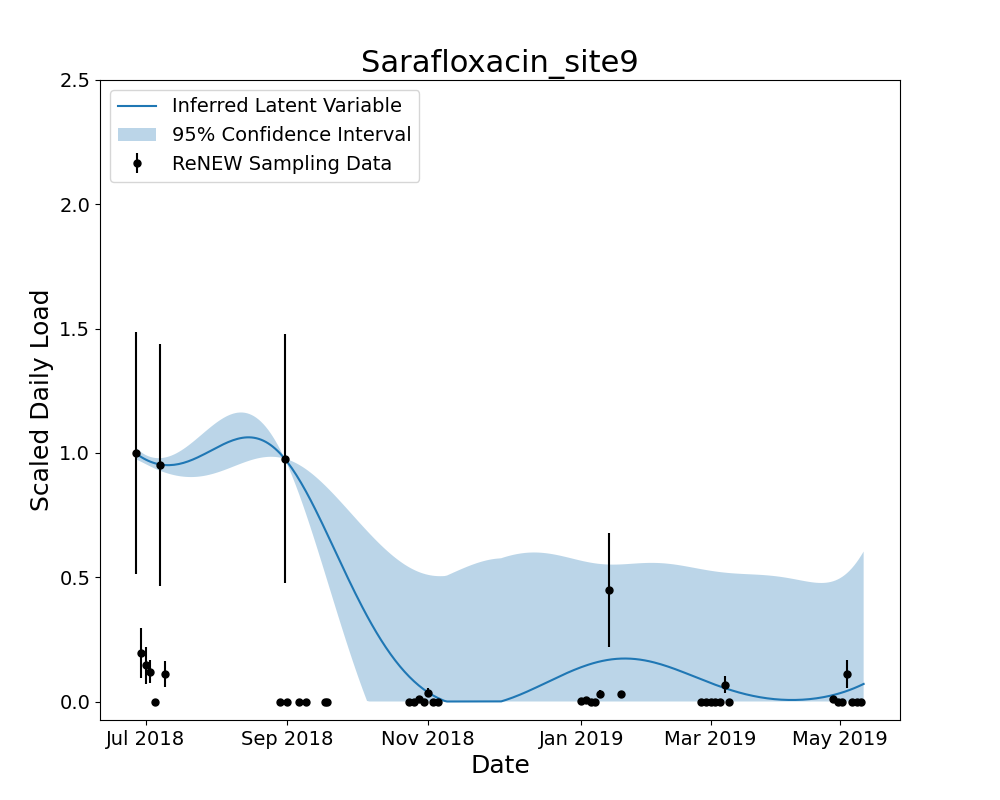 Sarafloxacin_site9
Inferred Latent Variable
95% Confidence Interval
ReNEW Sampling Data
Scaled Daily Load
2.5
2.0
1.5
1.0
0.5
0.0
Jul 2018
Sep 2018
Nov 2018
Jan 2019
Mar 2019
May 2019
Date